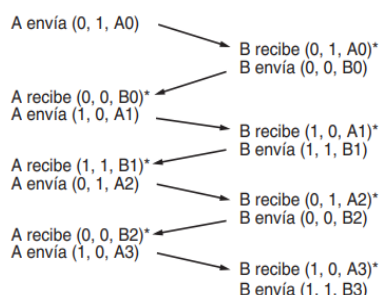 A envía (0, 1, A0)
B recibe (0, 1, A0)*
B envía (0, 0, B0)
A recibe (0, 0, B0)*
A envía (1, 0, A1)
B recibe (1, 0, A1)*
B envía (1, 1, B1)
A recibe (1, 1, B1)*
A envía (0, 1, A2)
B recibe (0, 1, A2)*
B envía (0, 0, B2)
A recibe (0, 0, B2)*
A envía (1, 0, A3)
B recibe (1, 0, A3)*
B envía (1, 1, B3)